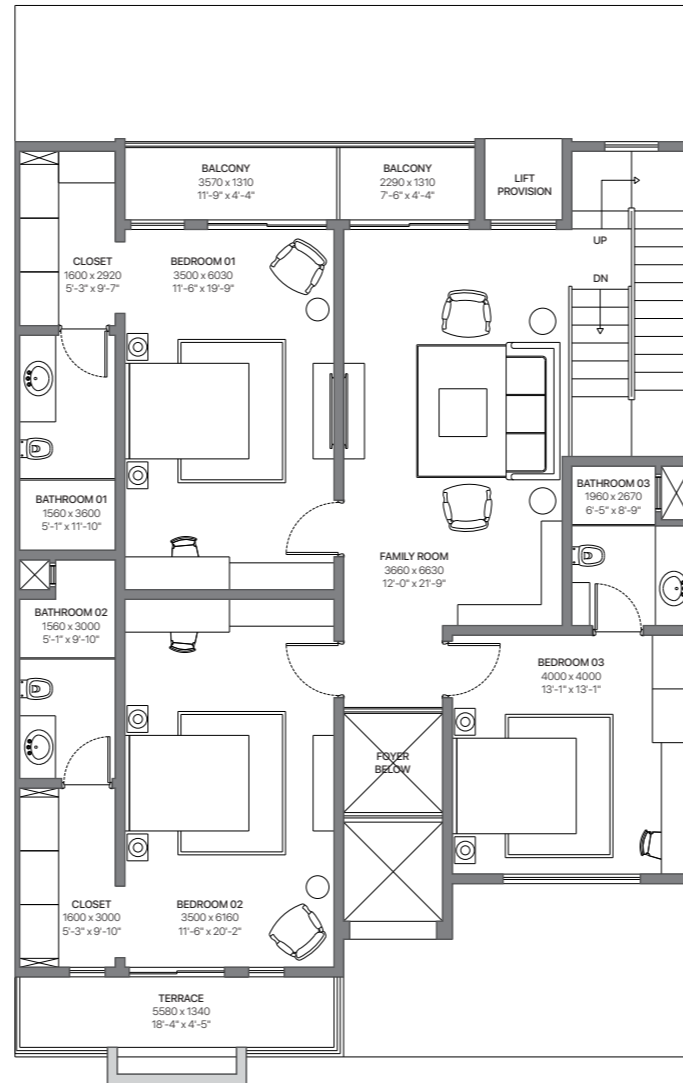 BALCONY
3570 x 1310
11'-9" x 4'-4"
BALCONY
2290 x 1310
7'-6" x 4'-4"
LIFT
PROVISION
CLOSET
1600 x 2920
5'-3" x 9'-7"
BEDROOM 01
3500 x 6030
11'-6" x 19'-9"
UP
DN
BATHROOM 01
1560 x 3600
5'-1" x 11'-10"
BATHROOM 03
1960 x 2670
6'-5" x 8'-9"
FAMILY ROOM
3660 x 6630
12'-0" x 21'-9"
BATHROOM 02
1560 x 3000
5'-1" x 9'-10"
BEDROOM 03
4000 x 4000
13'-1" x 13'-1"
FOYER
BELOW
CLOSET
1600 x 3000
5'-3" x 9'-10"
BEDROOM 02
3500 x 6160
11'-6" x 20'-2"
TERRACE
5580 x 1340
18'-4" x 4'-5"